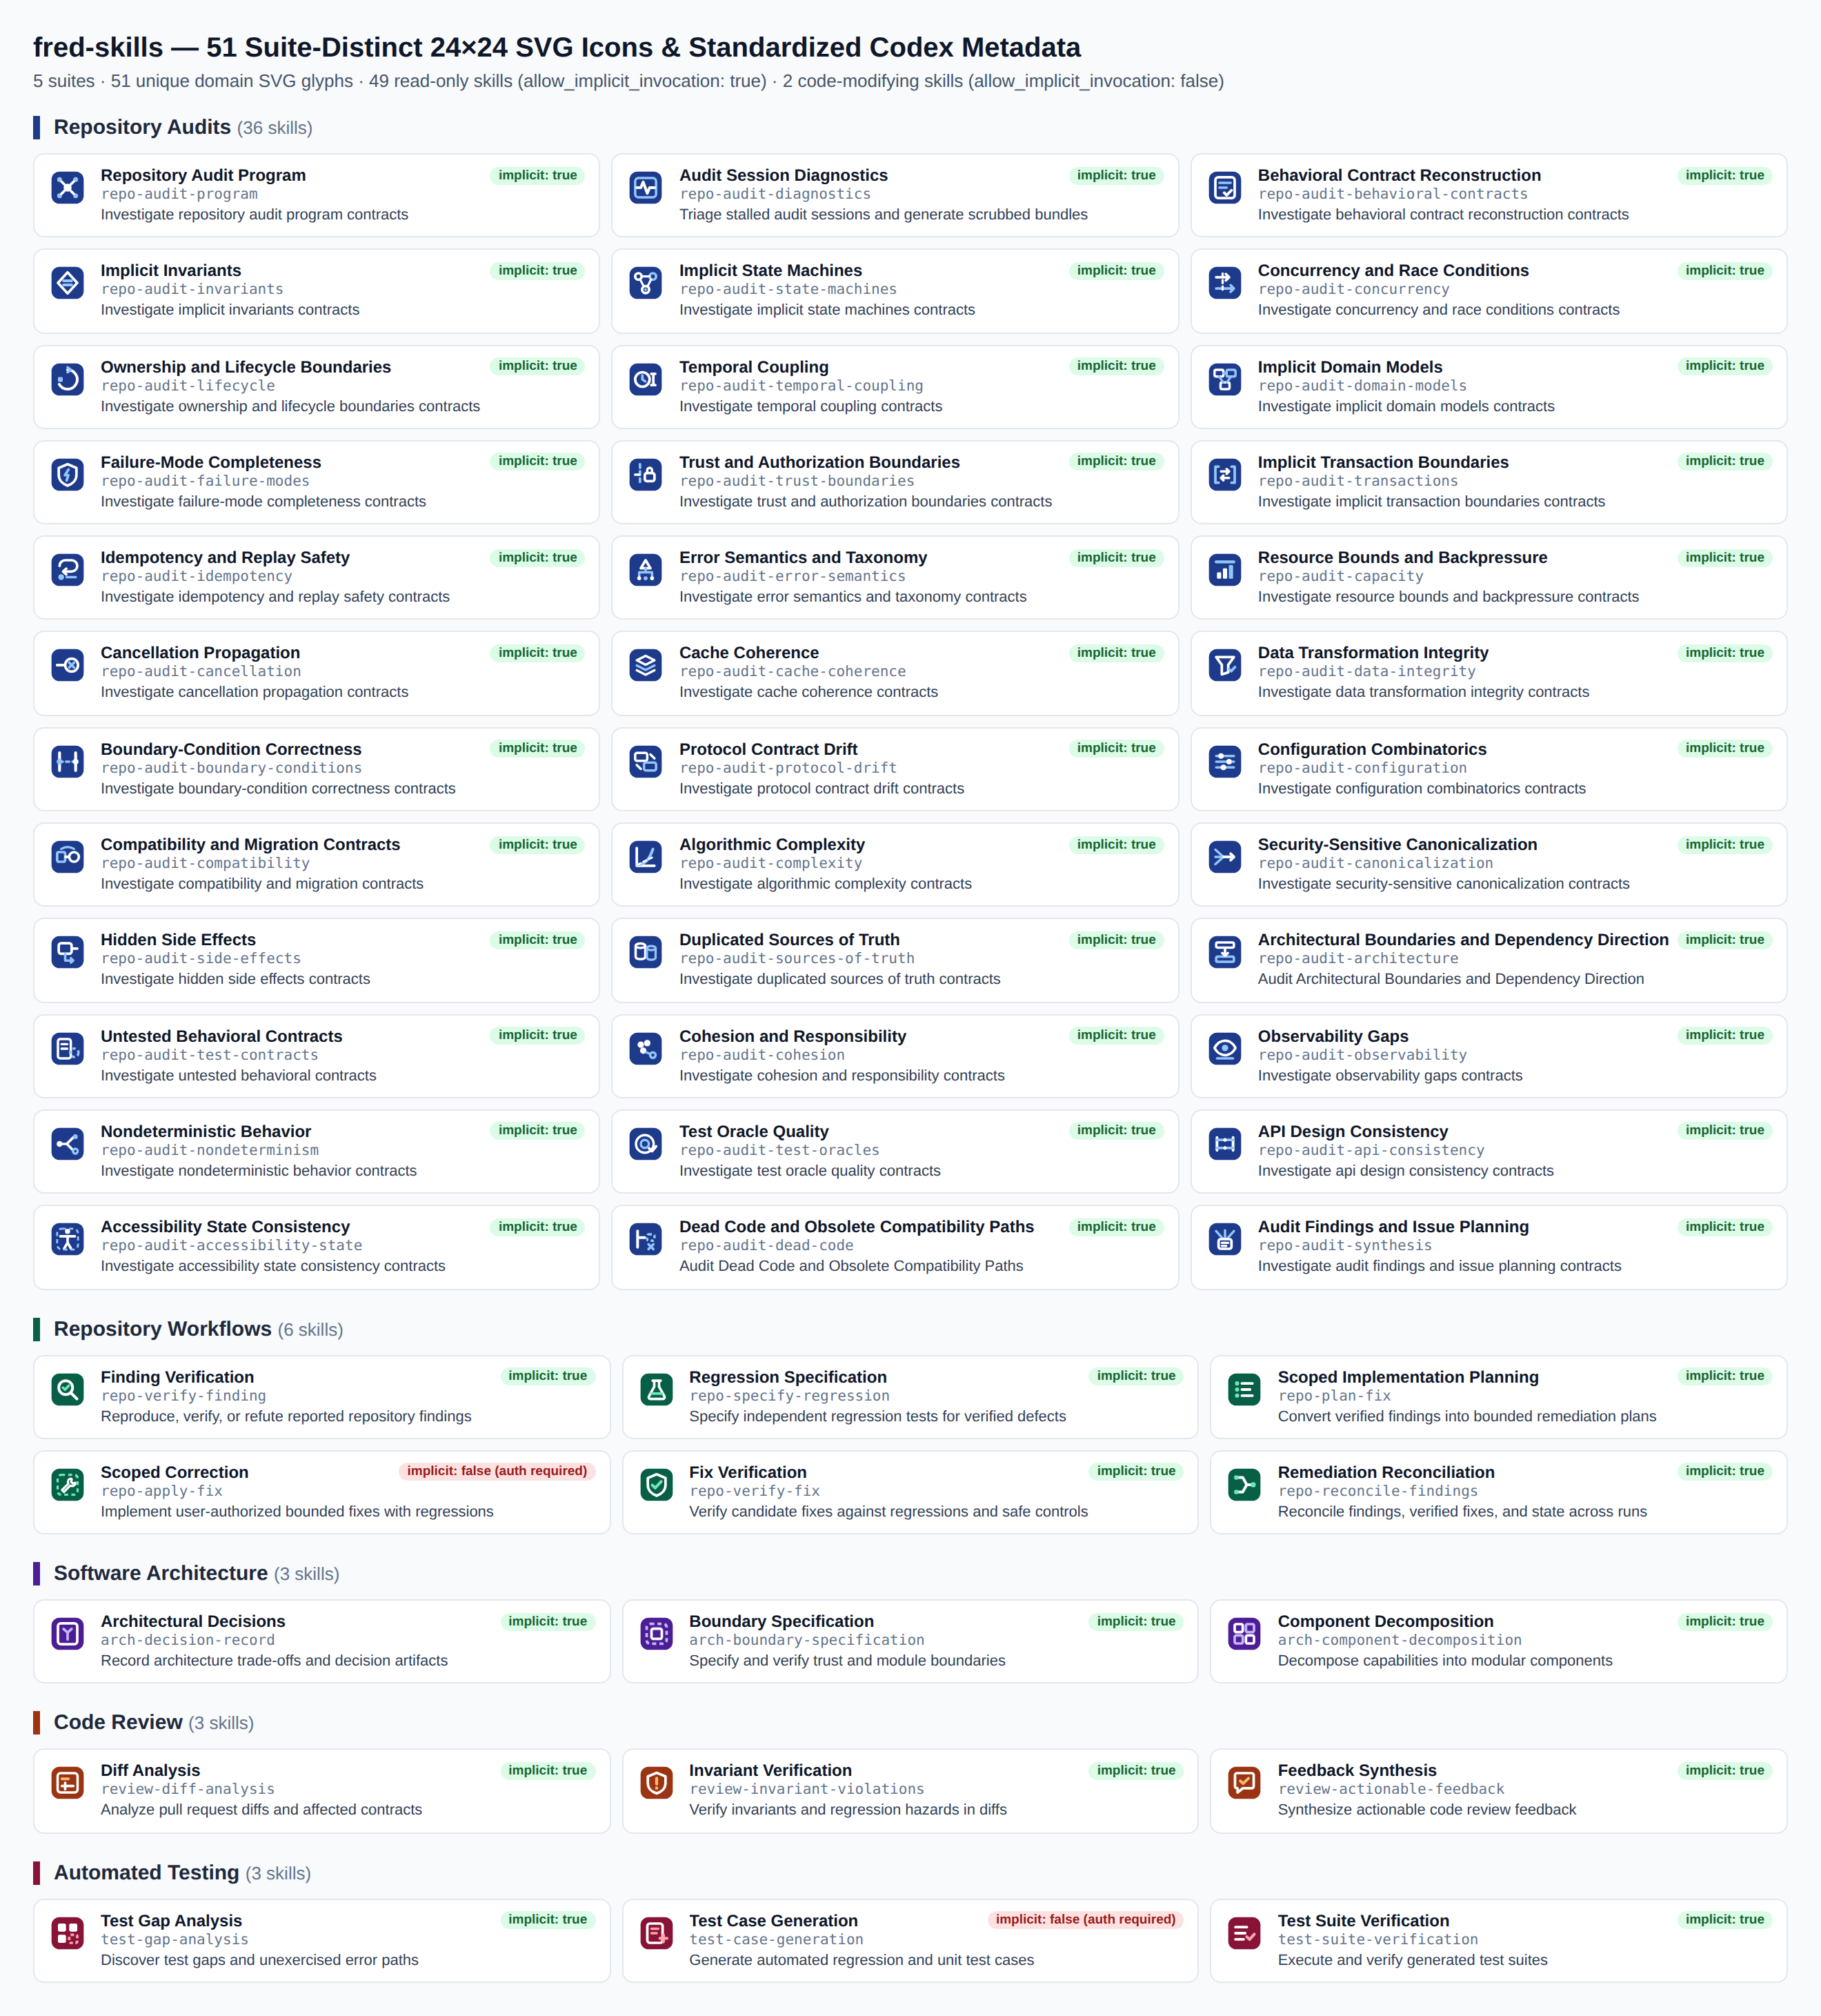 fred-skills — 51 Suite-Distinct 24×24 SVG Icons & Standardized Codex Metadata
5 suites · 51 unique domain SVG glyphs · 49 read-only skills (allow_implicit_invocation: true) · 2 code-modifying skills (allow_implicit_invocation: false)
Repository Audits (36 skills)
Repository Audit Program
implicit: true
repo-audit-program
Investigate repository audit program contracts
Audit Session Diagnostics
implicit: true
repo-audit-diagnostics
Triage stalled audit sessions and generate scrubbed bundles
Behavioral Contract Reconstruction
implicit: true
repo-audit-behavioral-contracts
Investigate behavioral contract reconstruction contracts
Implicit Invariants
implicit: true
repo-audit-invariants
Investigate implicit invariants contracts
Implicit State Machines
implicit: true
repo-audit-state-machines
Investigate implicit state machines contracts
Concurrency and Race Conditions
implicit: true
repo-audit-concurrency
Investigate concurrency and race conditions contracts
Ownership and Lifecycle Boundaries
implicit: true
repo-audit-lifecycle
Investigate ownership and lifecycle boundaries contracts
Temporal Coupling
implicit: true
repo-audit-temporal-coupling
Investigate temporal coupling contracts
Implicit Domain Models
implicit: true
repo-audit-domain-models
Investigate implicit domain models contracts
Failure-Mode Completeness
implicit: true
repo-audit-failure-modes
Investigate failure-mode completeness contracts
Trust and Authorization Boundaries
implicit: true
repo-audit-trust-boundaries
Investigate trust and authorization boundaries contracts
Implicit Transaction Boundaries
implicit: true
repo-audit-transactions
Investigate implicit transaction boundaries contracts
Idempotency and Replay Safety
implicit: true
repo-audit-idempotency
Investigate idempotency and replay safety contracts
Error Semantics and Taxonomy
implicit: true
repo-audit-error-semantics
Investigate error semantics and taxonomy contracts
Resource Bounds and Backpressure
implicit: true
repo-audit-capacity
Investigate resource bounds and backpressure contracts
Cancellation Propagation
implicit: true
repo-audit-cancellation
Investigate cancellation propagation contracts
Cache Coherence
implicit: true
repo-audit-cache-coherence
Investigate cache coherence contracts
Data Transformation Integrity
implicit: true
repo-audit-data-integrity
Investigate data transformation integrity contracts
Boundary-Condition Correctness
implicit: true
repo-audit-boundary-conditions
Investigate boundary-condition correctness contracts
Protocol Contract Drift
implicit: true
repo-audit-protocol-drift
Investigate protocol contract drift contracts
Configuration Combinatorics
implicit: true
repo-audit-configuration
Investigate configuration combinatorics contracts
Compatibility and Migration Contracts
implicit: true
repo-audit-compatibility
Investigate compatibility and migration contracts
Algorithmic Complexity
implicit: true
repo-audit-complexity
Investigate algorithmic complexity contracts
Security-Sensitive Canonicalization
implicit: true
repo-audit-canonicalization
Investigate security-sensitive canonicalization contracts
Hidden Side Effects
implicit: true
repo-audit-side-effects
Investigate hidden side effects contracts
Duplicated Sources of Truth
implicit: true
repo-audit-sources-of-truth
Investigate duplicated sources of truth contracts
Architectural Boundaries and Dependency Direction
implicit: true
repo-audit-architecture
Audit Architectural Boundaries and Dependency Direction
Untested Behavioral Contracts
implicit: true
repo-audit-test-contracts
Investigate untested behavioral contracts
Cohesion and Responsibility
implicit: true
repo-audit-cohesion
Investigate cohesion and responsibility contracts
Observability Gaps
implicit: true
repo-audit-observability
Investigate observability gaps contracts
Nondeterministic Behavior
implicit: true
repo-audit-nondeterminism
Investigate nondeterministic behavior contracts
Test Oracle Quality
implicit: true
repo-audit-test-oracles
Investigate test oracle quality contracts
API Design Consistency
implicit: true
repo-audit-api-consistency
Investigate api design consistency contracts
Accessibility State Consistency
implicit: true
repo-audit-accessibility-state
Investigate accessibility state consistency contracts
Dead Code and Obsolete Compatibility Paths
implicit: true
repo-audit-dead-code
Audit Dead Code and Obsolete Compatibility Paths
Audit Findings and Issue Planning
implicit: true
repo-audit-synthesis
Investigate audit findings and issue planning contracts
Repository Workflows (6 skills)
Finding Verification
implicit: true
repo-verify-finding
Reproduce, verify, or refute reported repository findings
Regression Specification
implicit: true
repo-specify-regression
Specify independent regression tests for verified defects
Scoped Implementation Planning
implicit: true
repo-plan-fix
Convert verified findings into bounded remediation plans
Scoped Correction
implicit: false (auth required)
repo-apply-fix
Implement user-authorized bounded fixes with regressions
Fix Verification
implicit: true
repo-verify-fix
Verify candidate fixes against regressions and safe controls
Remediation Reconciliation
implicit: true
repo-reconcile-findings
Reconcile findings, verified fixes, and state across runs
Software Architecture (3 skills)
Architectural Decisions
implicit: true
arch-decision-record
Record architecture trade-offs and decision artifacts
Boundary Specification
implicit: true
arch-boundary-specification
Specify and verify trust and module boundaries
Component Decomposition
implicit: true
arch-component-decomposition
Decompose capabilities into modular components
Code Review (3 skills)
Diff Analysis
implicit: true
review-diff-analysis
Analyze pull request diffs and affected contracts
Invariant Verification
implicit: true
review-invariant-violations
Verify invariants and regression hazards in diffs
Feedback Synthesis
implicit: true
review-actionable-feedback
Synthesize actionable code review feedback
Automated Testing (3 skills)
Test Gap Analysis
implicit: true
test-gap-analysis
Discover test gaps and unexercised error paths
Test Case Generation
implicit: false (auth required)
test-case-generation
Generate automated regression and unit test cases
Test Suite Verification
implicit: true
test-suite-verification
Execute and verify generated test suites